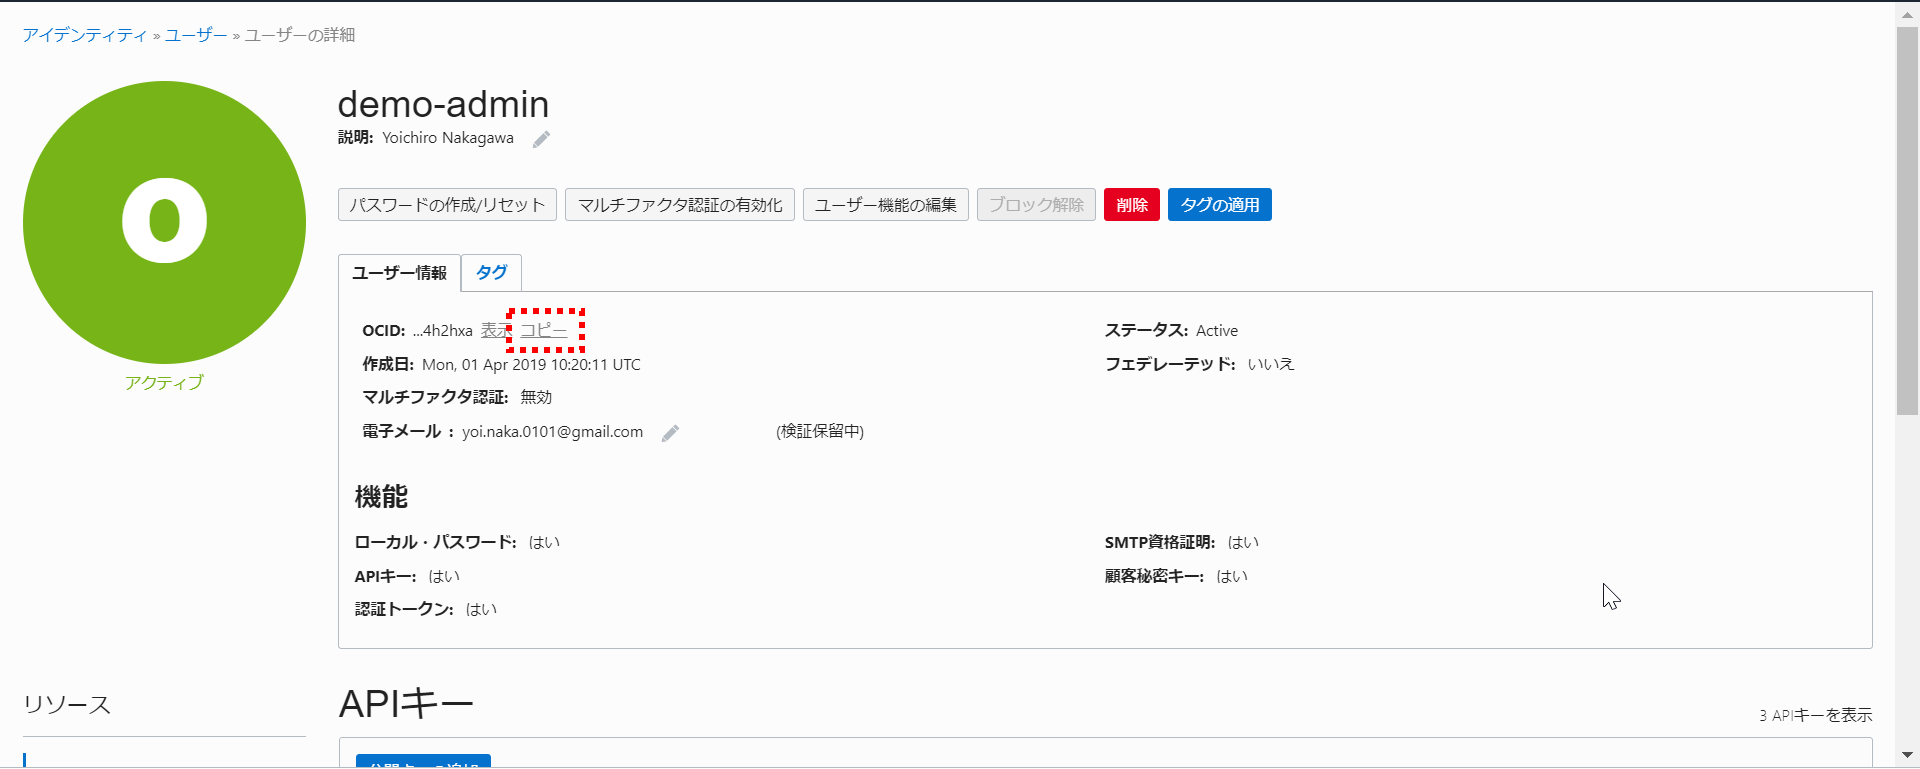 アイデンティティ » ユーザー » ユーザーの詳細
O
アクティブ
demo-admin
説明: Yoichiro Nakagawa
パスワードの作成/リセット マルチファクタ認証の有効化 ユーザー機能の編集 ブロック解除 削除 タグの適用
ユーザー情報 タグ
OCID: ...4h2hxa 表示 コピー
ステータス: Active
作成日: Mon, 01 Apr 2019 10:20:11 UTC
フェデレーテッド: いいえ
マルチファクタ認証: 無効
電子メール : yoi.naka.0101@gmail.com (検証保留中)
機能
ローカル・パスワード: はい
SMTP資格証明: はい
APIキー: はい
顧客秘密キー: はい
認証トークン: はい
リソース
APIキー
3 APIキーを表示